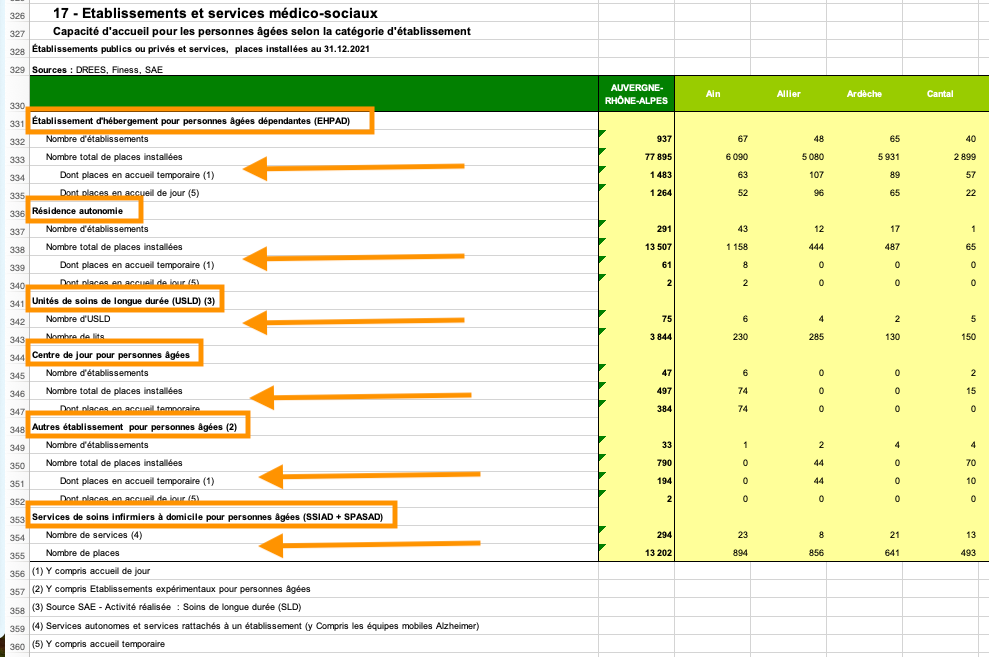 326 17 - Etablissements et services médico-sociaux
327 Capacité d'accueil pour les personnes âgées selon la catégorie d'établissement
328 Établissements publics ou privés et services, places installées au 31.12.2021
329 Sources : DREES, Finess, SAE
330 AUVERGNE-RHÔNE-ALPES Ain Allier Ardèche Cantal
331 Établissement d'hébergement pour personnes âgées dépendantes (EHPAD)
332 Nombre d'établissements 937 67 48 65 40
333 Nombre total de places installées 77 895 6 090 5 080 5 931 2 899
334 Dont places en accueil temporaire (1) 1 483 63 107 89 57
335 Dont places en accueil de jour (5) 1 264 52 96 65 22
336 Résidence autonomie
337 Nombre d'établissements 291 43 12 17 1
338 Nombre total de places installées 13 507 1 158 444 487 65
339 Dont places en accueil temporaire (1) 61 8 0 0 0
340 Dont places en accueil de jour (5) 2 2 0 0 0
341 Unités de soins de longue durée (USLD) (3)
342 Nombre d'USLD 75 6 4 2 5
343 Nombre de lits 3 844 230 285 130 150
344 Centre de jour pour personnes âgées
345 Nombre d'établissements 47 6 0 0 2
346 Nombre total de places installées 497 74 0 0 15
347 Dont places en accueil temporaire 384 74 0 0 0
348 Autres établissement pour personnes âgées (2)
349 Nombre d'établissements 33 1 2 4 4
350 Nombre total de places installées 790 0 44 0 70
351 Dont places en accueil temporaire (1) 194 0 44 0 10
352 Dont places en accueil de jour (5) 2 0 0 0 0
353 Services de soins infirmiers à domicile pour personnes âgées (SSIAD + SPASAD)
354 Nombre de services (4) 294 23 8 21 13
355 Nombre de places 13 202 894 856 641 493
356 (1) Y compris accueil de jour
357 (2) Y compris Etablissements expérimentaux pour personnes âgées
358 (3) Source SAE - Activité réalisée : Soins de longue durée (SLD)
359 (4) Services autonomes et services rattachés à un établissement (y Compris les équipes mobiles Alzheimer)
360 (5) Y compris accueil temporaire